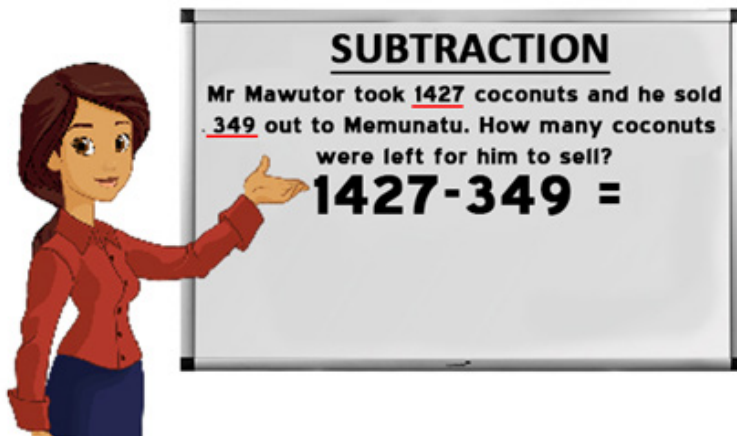 SUBTRACTION
Mr Mawutor took 1427 coconuts and he sold
349 out to Memunatu. How many coconuts
were left for him to sell?
1427-349 =